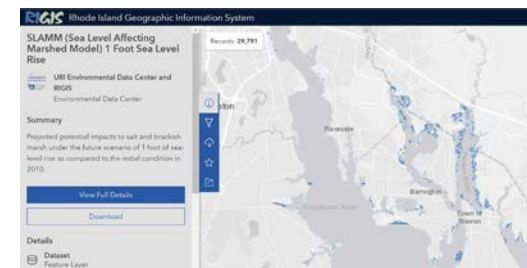 RIGIS Rhode Island Geographic Information System
SLAMM (Sea Level Affecting
Marshed Model) 1 Foot Sea Level
Rise
URI Environmental Data Center and
RIGIS
Environmental Data Center
Summary
Projected potential impacts to salt and brackish
marsh under the future scenario of 1 foot of sea-
level rise as compared to the initial condition in
2010.
View Full Details
Download
Details
Dataset
Feature Layer
Records: 29,791
ston
Riverside
Barrington
Town of
Warren
Providence River